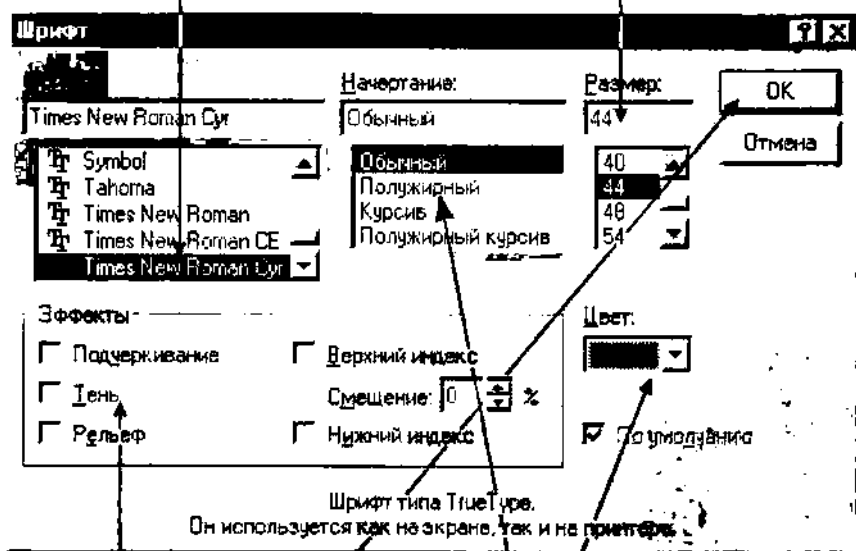 Шрифт
Начертание: Размер:
Times New Roman Cyr Обычный 44 OK
Отмена
Symbol Обычный 40
Tahoma Полужирный 44
Times New Roman Курсив 48
Times New Roman CE Полужирный курсив 54
Times New Roman Cyr
Эффекты Цвет:
Подчеркивание Верхний индекс
Тень Смещение: 0 %
Рельеф Нижний индекс По умолчанию
Шрифт типа TrueType.
Он используется как на экране, так и на принтере.